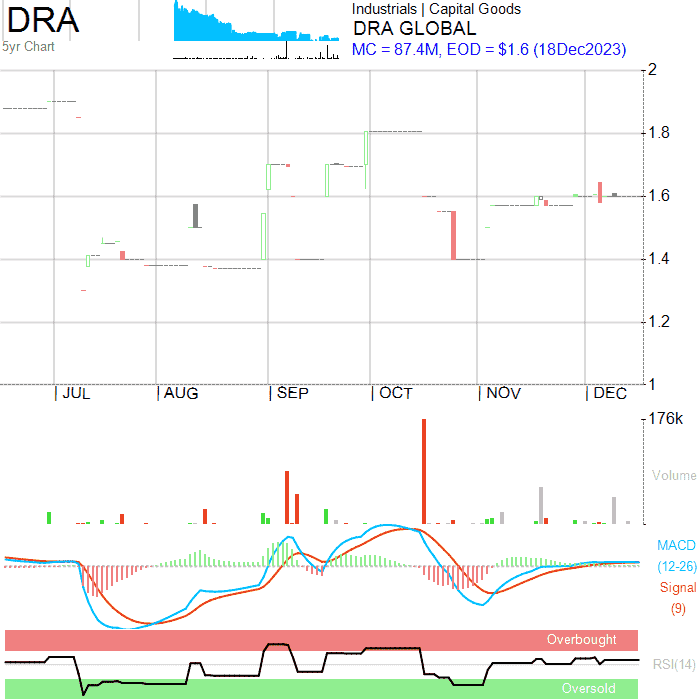 DRA
5yr Chart
Industrials | Capital Goods
DRA GLOBAL
MC = 87.4M, EOD = $1.6 (18Dec2023)
2
1.8
1.6
1.4
1.2
1
| JUL | AUG | SEP | OCT | NOV | DEC
176k
Volume
MACD
(12-26)
Signal
(9)
Overbought
RSI(14)
Oversold